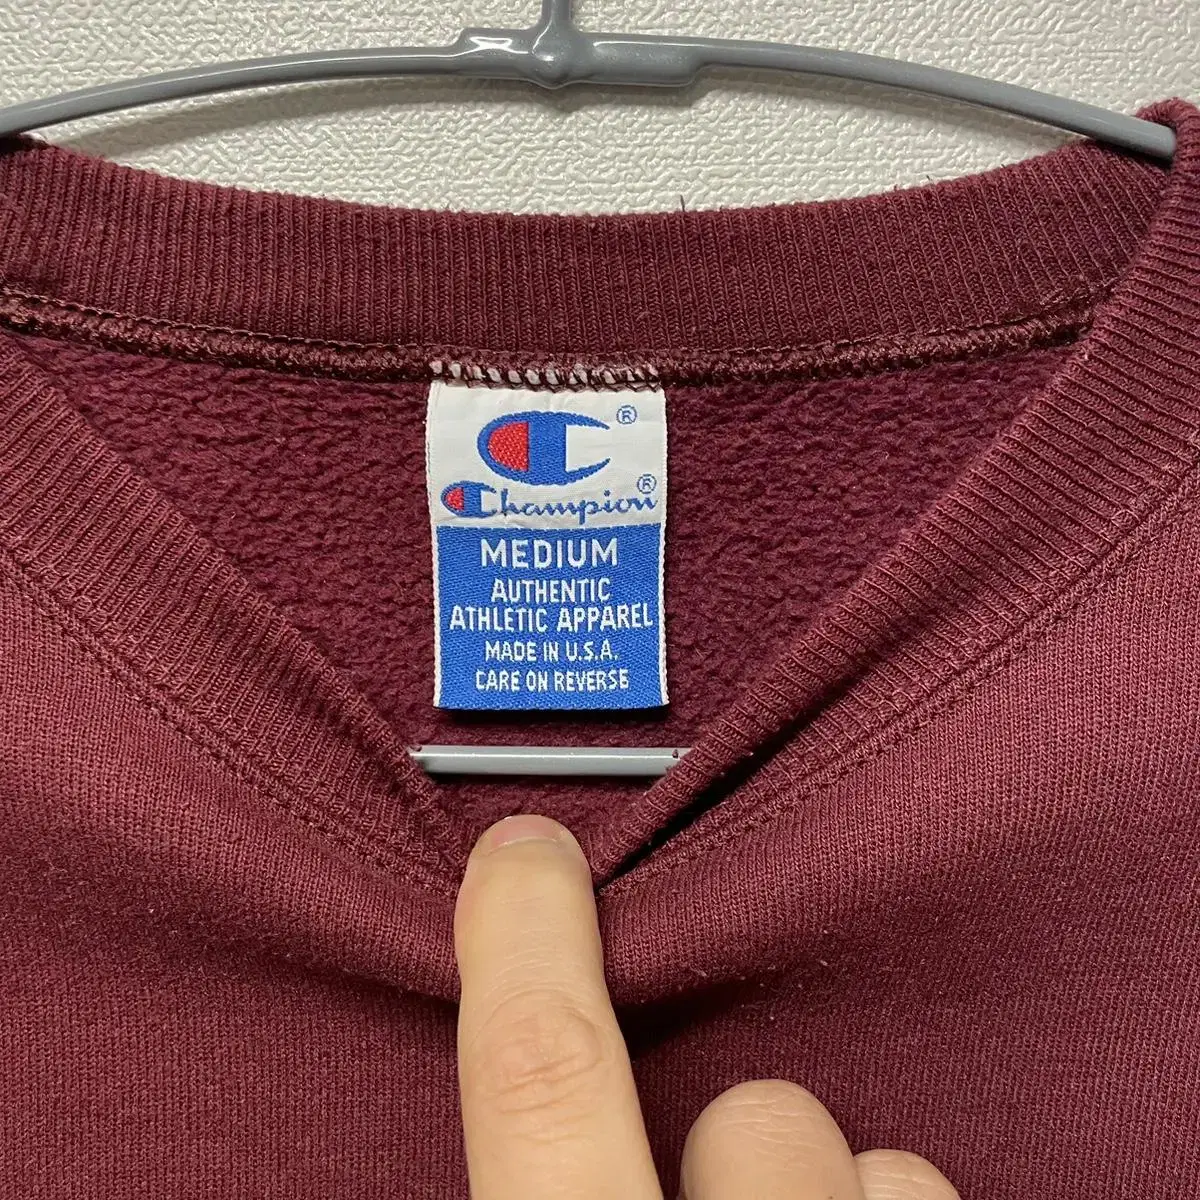 ®
Champion®
MEDIUM
AUTHENTIC
ATHLETIC APPAREL
MADE IN U.S.A.
CARE ON REVERSE